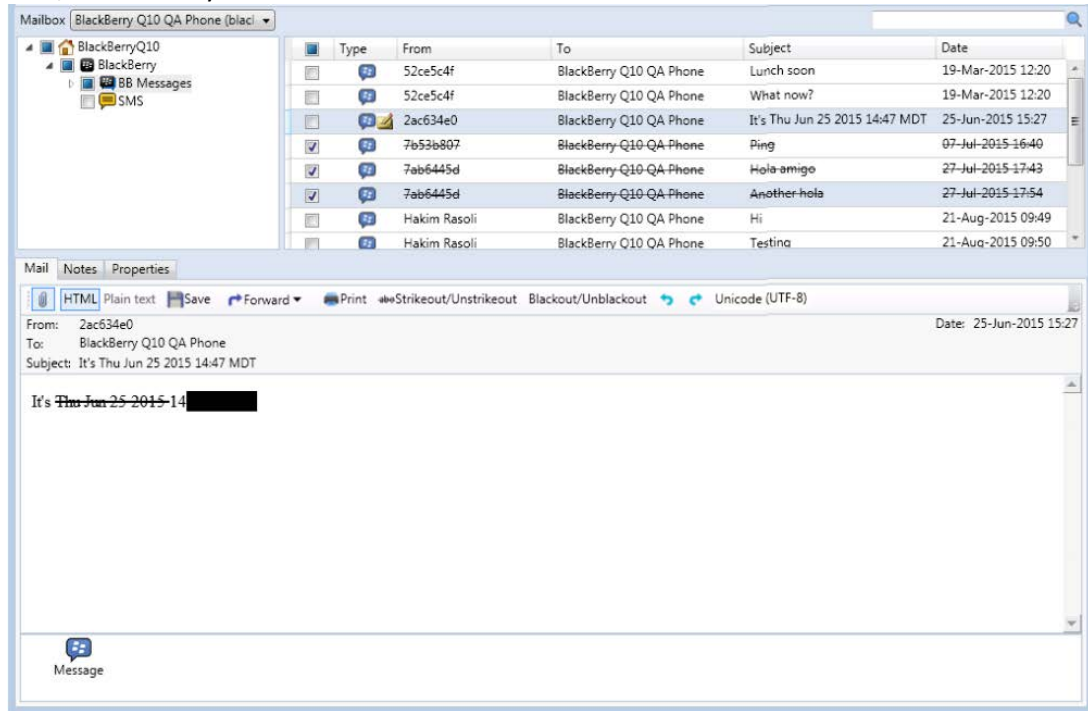 Mailbox BlackBerry Q10 QA Phone (blacl
BlackBerryQ10
BlackBerry
BB Messages
SMS
Type From To Subject Date
52ce5c4f BlackBerry Q10 QA Phone Lunch soon 19-Mar-2015 12:20
52ce5c4f BlackBerry Q10 QA Phone What now? 19-Mar-2015 12:20
2ac634e0 BlackBerry Q10 QA Phone It's Thu Jun 25 2015 14:47 MDT 25-Jun-2015 15:27
7b53b807 BlackBerry Q10 QA Phone Ping 07-Jul-2015 16:40
7ab6445d BlackBerry Q10 QA Phone Hola amigo 27-Jul-2015 17:43
7ab6445d BlackBerry Q10 QA Phone Another hola 27-Jul-2015 17:54
Hakim Rasoli BlackBerry Q10 QA Phone Hi 21-Aug-2015 09:49
Hakim Rasoli BlackBerry Q10 QA Phone Testing 21-Aug-2015 09:50
Mail Notes Properties
HTML Plain text Save Forward Print abc Strikeout/Unstrikeout Blackout/Unblackout Unicode (UTF-8)
From: 2ac634e0 Date: 25-Jun-2015 15:27
To: BlackBerry Q10 QA Phone
Subject: It's Thu Jun 25 2015 14:47 MDT
It's Thu Jun 25 2015 14
Message